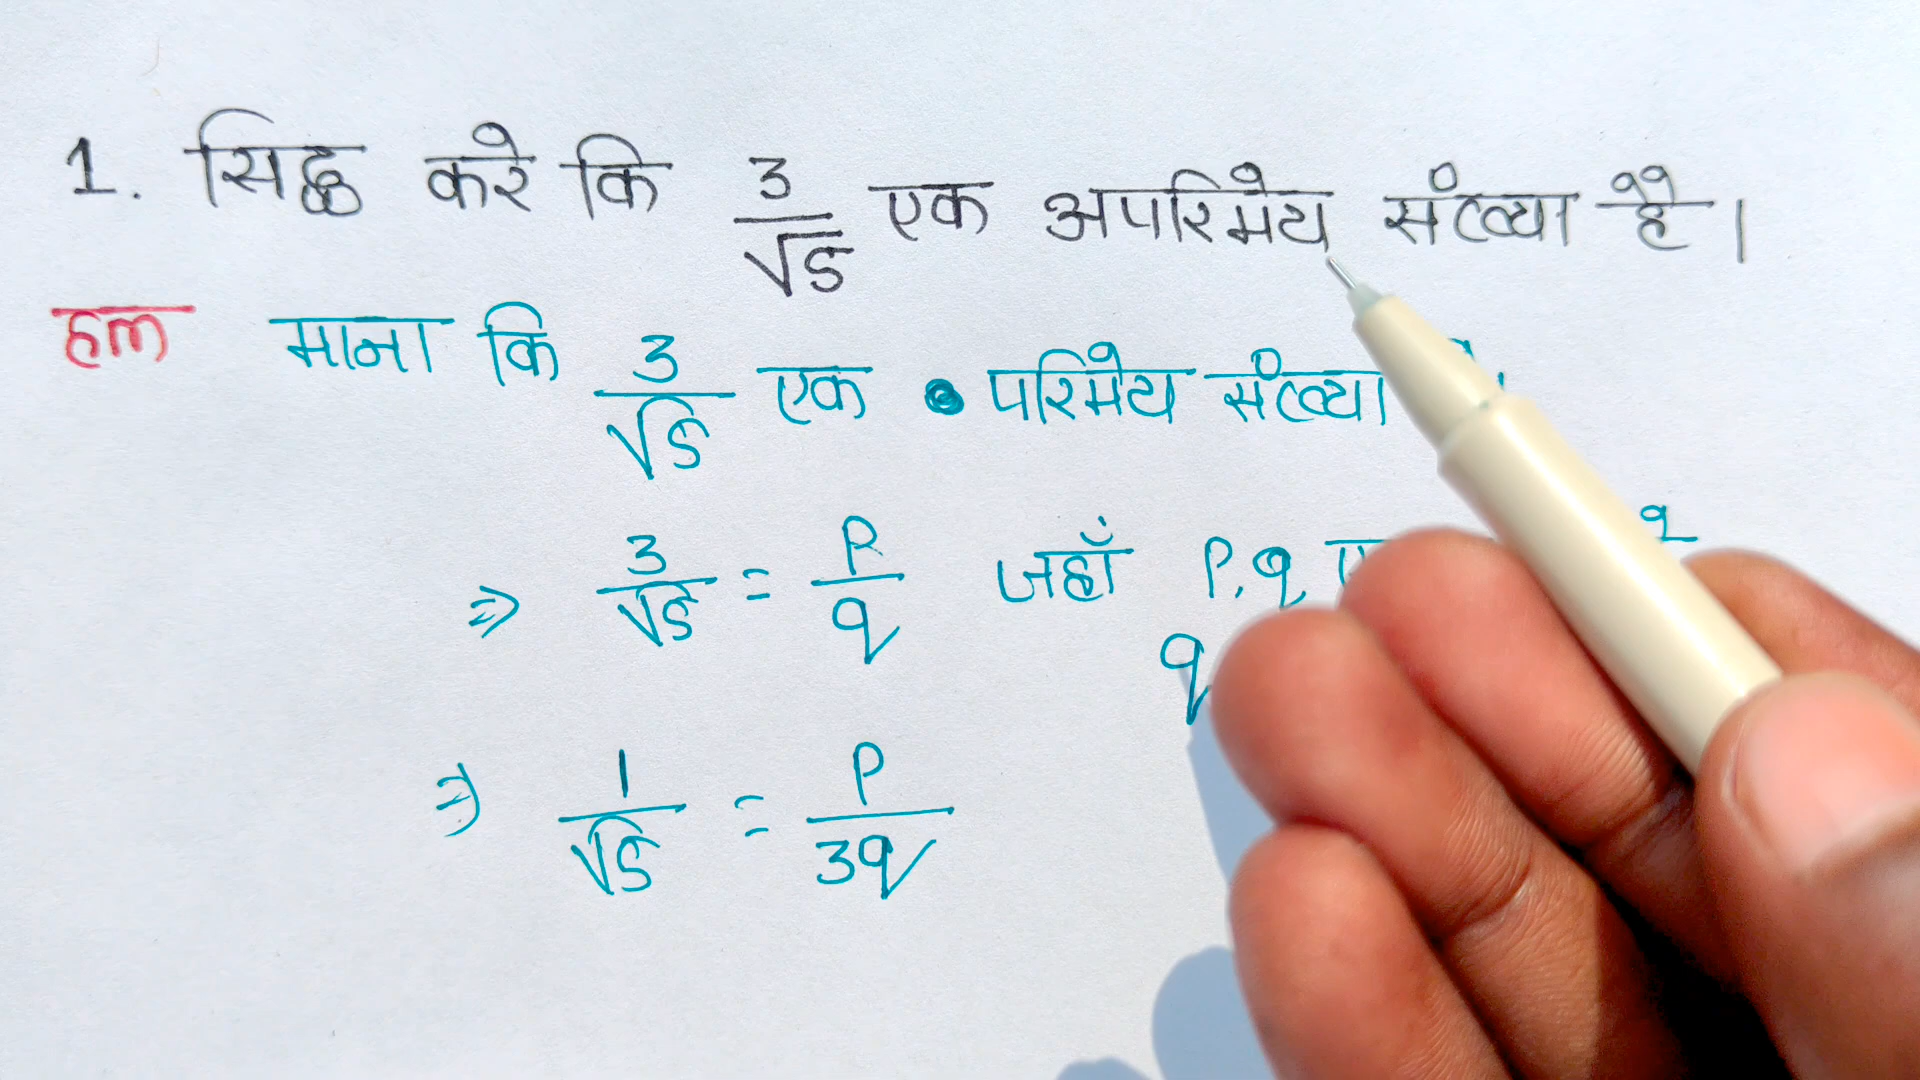 1. सिद्ध करे कि 3/√5 एक अपरिमेय संख्या है।
हल माना कि 3/√5 एक परिमेय संख्या
⇒ 3/√5 = P/q जहाँ P, q
q
⇒ 1/√5 = P/3q